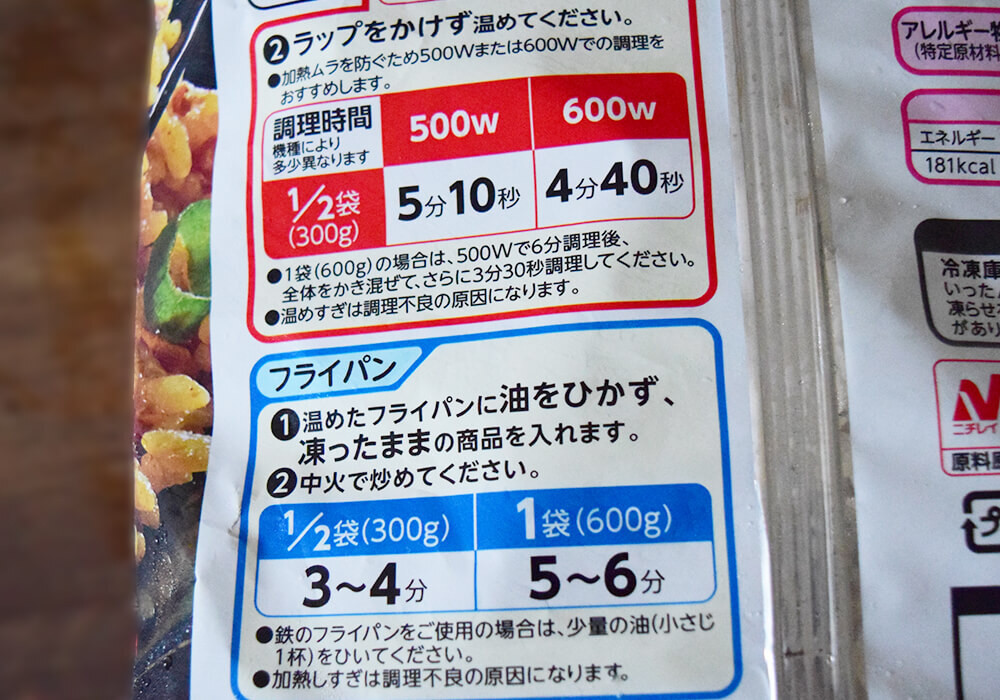 ❷ラップをかけず温めてください。
●加熱ムラを防ぐため500Wまたは600Wでの調理を
おすすめします。
調理時間
機種により
多少異なります
500W
600W
1/2袋
(300g)
5分10秒
4分40秒
●1袋(600g)の場合は、500Wで6分調理後、
全体をかき混ぜて、さらに3分30秒調理してください。
●温めすぎは調理不良の原因になります。
フライパン
❶温めたフライパンに油をひかず、
凍ったままの商品を入れます。
❷中火で炒めてください。
1/2袋(300g)
1袋(600g)
3〜4分
5〜6分
●鉄のフライパンをご使用の場合は、少量の油(小さじ
1杯)をひいてください。
●加熱しすぎは調理不良の原因になります。
アレルギー
(特定原材料
エネルギー
181kcal
冷凍庫
いった
凍らせ
があり
ニチレイ
原料
プ